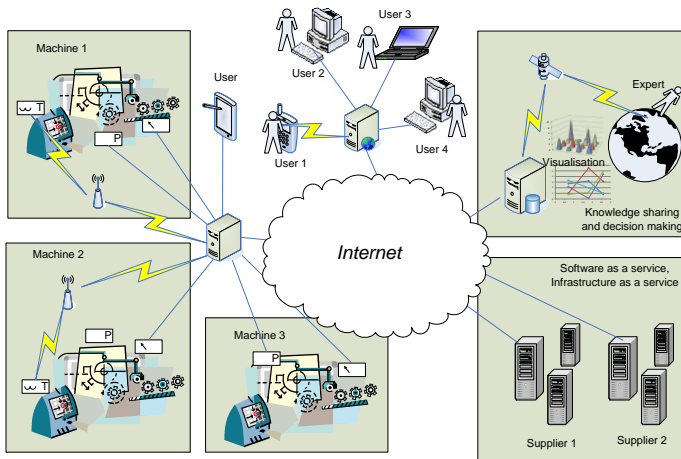 Machine 1
ω T
P
User
User 2
User 3
User 1
User 4
Expert
Visualisation
Knowledge sharing
and decision making
Internet
Machine 2
P
ω T
Machine 3
P
Software as a service,
Infrastructure as a service
Supplier 1
Supplier 2